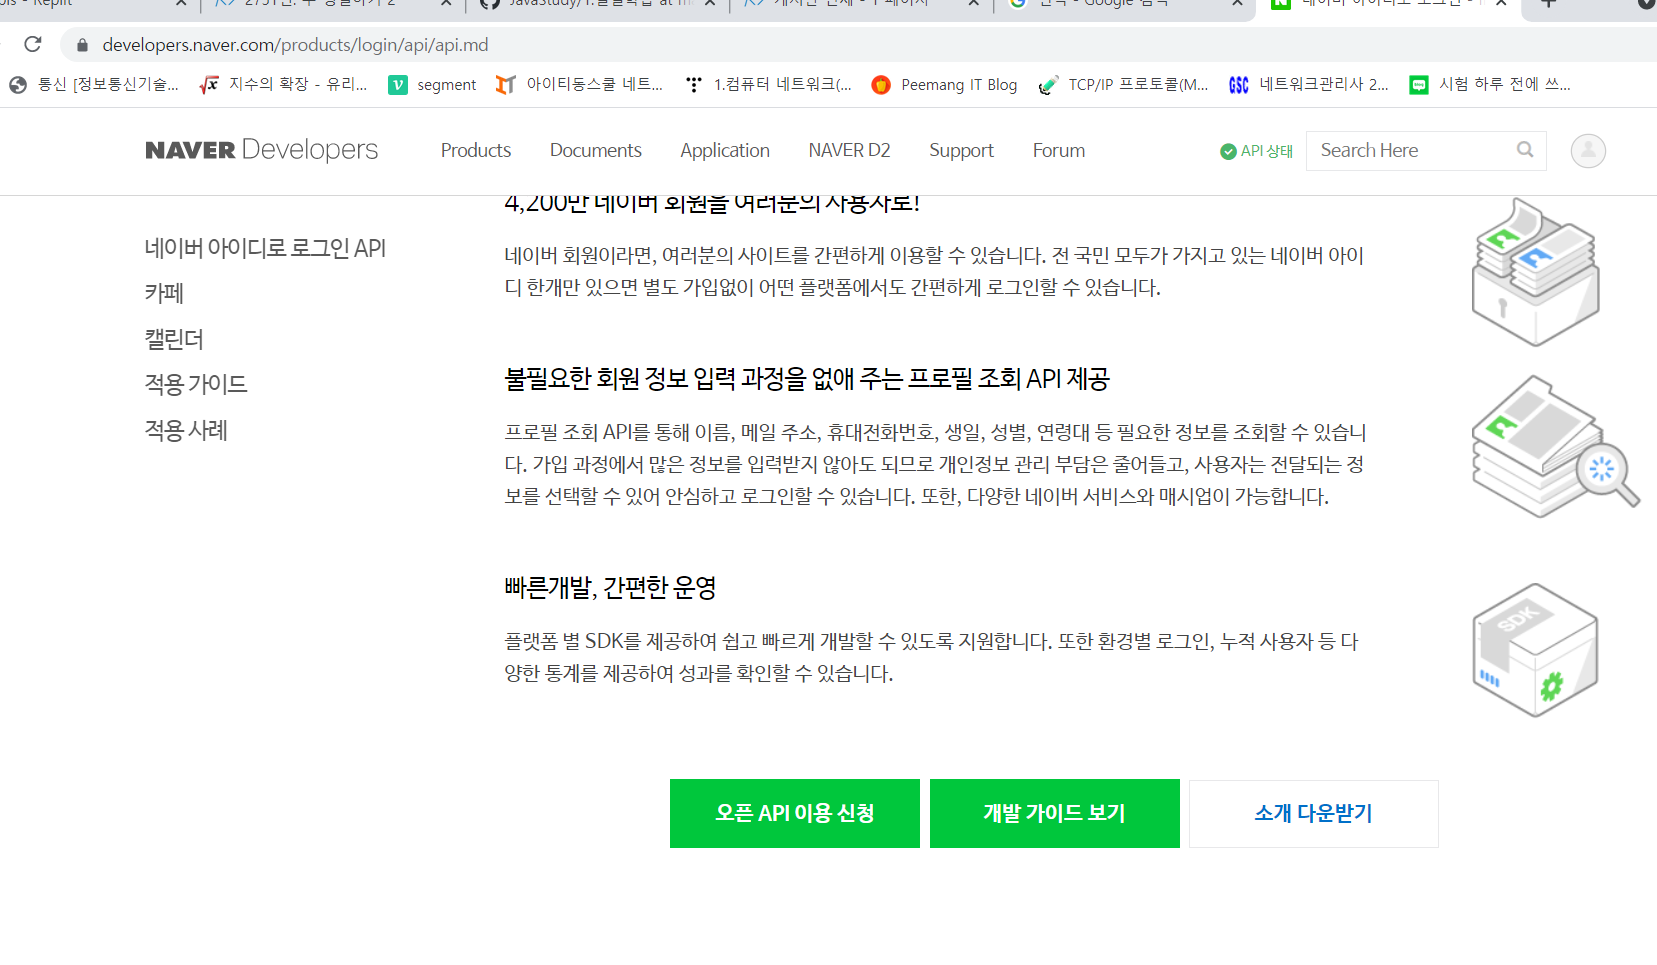 developers.naver.com/products/login/api/api.md
통신 [정보통신기술... 지수의 확장 - 유리... segment 아이티동스쿨 네트... 1.컴퓨터 네트워크(... Peemang IT Blog TCP/IP 프로토콜(M... GSC 네트워크관리사 2... 시험 하루 전에 쓰...
NAVER Developers Products Documents Application NAVER D2 Support Forum API 상태 Search Here
4,200만 네이버 회원을 여러분의 사용자로!
네이버 아이디로 로그인 API
카페
캘린더
적용 가이드
적용 사례
네이버 회원이라면, 여러분의 사이트를 간편하게 이용할 수 있습니다. 전 국민 모두가 가지고 있는 네이버 아이
디 한개만 있으면 별도 가입없이 어떤 플랫폼에서도 간편하게 로그인할 수 있습니다.
불필요한 회원 정보 입력 과정을 없애 주는 프로필 조회 API 제공
프로필 조회 API를 통해 이름, 메일 주소, 휴대전화번호, 생일, 성별, 연령대 등 필요한 정보를 조회할 수 있습니
다. 가입 과정에서 많은 정보를 입력받지 않아도 되므로 개인정보 관리 부담은 줄어들고, 사용자는 전달되는 정
보를 선택할 수 있어 안심하고 로그인할 수 있습니다. 또한, 다양한 네이버 서비스와 매시업이 가능합니다.
빠른개발, 간편한 운영
플랫폼 별 SDK를 제공하여 쉽고 빠르게 개발할 수 있도록 지원합니다. 또한 환경별 로그인, 누적 사용자 등 다
양한 통계를 제공하여 성과를 확인할 수 있습니다.
SDK
오픈 API 이용 신청 개발 가이드 보기 소개 다운받기